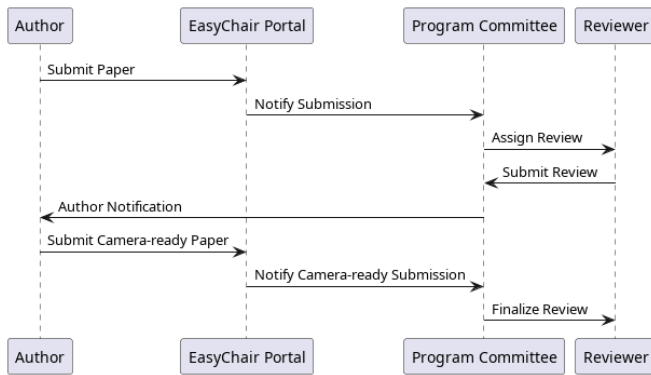 Author EasyChair Portal Program Committee Reviewer
Submit Paper
Notify Submission
Assign Review
Submit Review
Author Notification
Submit Camera-ready Paper
Notify Camera-ready Submission
Finalize Review
Author EasyChair Portal Program Committee Reviewer